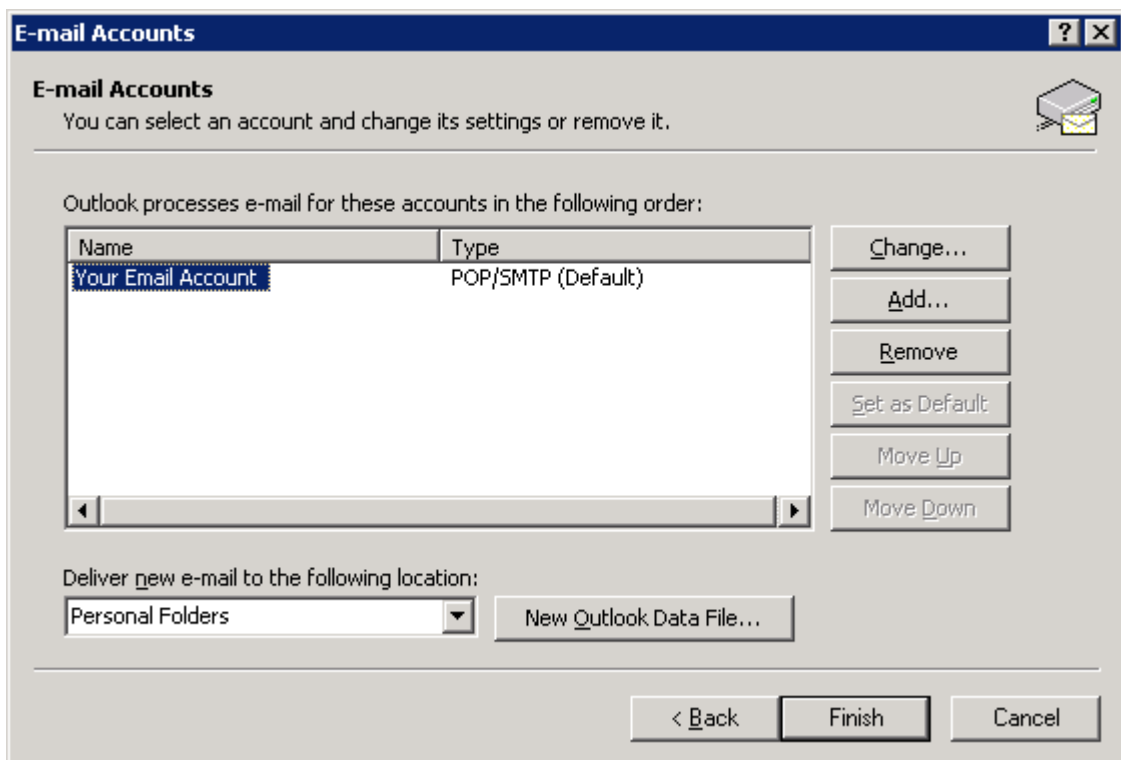 E-mail Accounts
E-mail Accounts
You can select an account and change its settings or remove it.
Outlook processes e-mail for these accounts in the following order:
Name Type
Your Email Account POP/SMTP (Default)
Change...
Add...
Remove
Set as Default
Move Up
Move Down
Deliver new e-mail to the following location:
Personal Folders
New Outlook Data File...
< Back
Finish
Cancel